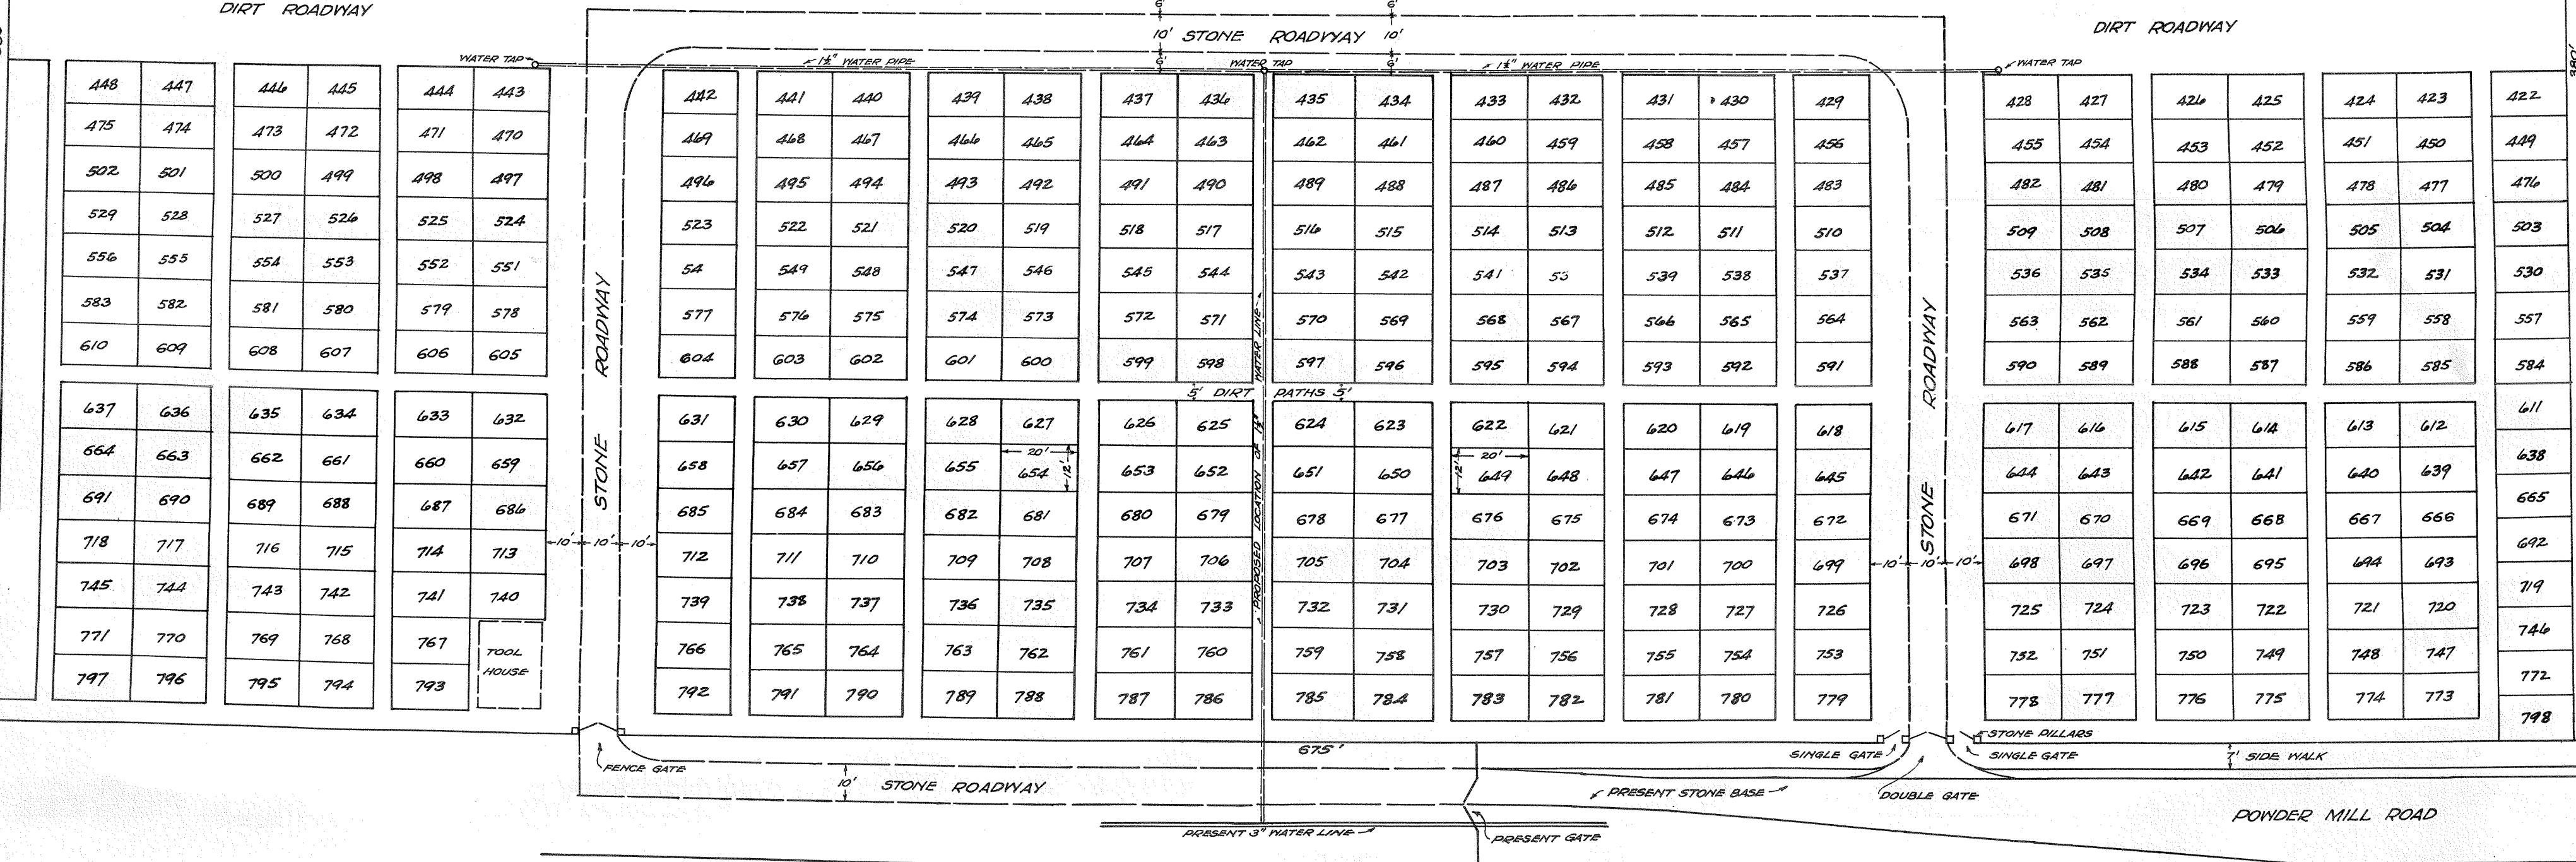 DIRT ROADWAY
6' 6'
10' STONE ROADWAY 10'
DIRT ROADWAY
6' 6'
380'
WATER TAP 1½" WATER PIPE WATER TAP 1½" WATER PIPE WATER TAP
448 447 446 445 444 443 442 441 440 439 438 437 436 435 434 433 432 431 430 429 428 427 426 425 424 423 422
475 474 473 472 471 470 469 468 467 466 465 464 463 462 461 460 459 458 457 456 455 454 453 452 451 450 449
502 501 500 499 498 497 496 495 494 493 492 491 490 489 488 487 486 485 484 483 482 481 480 479 478 477 476
529 528 527 526 525 524 523 522 521 520 519 518 517 516 515 514 513 512 511 510 509 508 507 506 505 504 503
556 555 554 553 552 551 54 549 548 547 546 545 544 543 542 541 53 539 538 537 536 535 534 533 532 531 530
583 582 581 580 579 578 577 576 575 574 573 572 571 570 569 568 567 566 565 564 563 562 561 560 559 558 557
610 609 608 607 606 605 604 603 602 601 600 599 598 597 596 595 594 593 592 591 590 589 588 587 586 585 584
5' DIRT PATHS 5'
637 636 635 634 633 632 631 630 629 628 627 626 625 624 623 622 621 620 619 618 617 616 615 614 613 612 611
20' 12' 20' 12'
664 663 662 661 660 659 658 657 656 655 654 653 652 651 650 649 648 647 646 645 644 643 642 641 640 639 638
691 690 689 688 687 686 685 684 683 682 681 680 679 678 677 676 675 674 673 672 671 670 669 668 667 666 665
718 717 716 715 714 713 712 711 710 709 708 707 706 705 704 703 702 701 700 699 698 697 696 695 694 693 692
10' 10' 10' 10' 10' 10'
745 744 743 742 741 740 739 738 737 736 735 734 733 732 731 730 729 728 727 726 725 724 723 722 721 720 719
771 770 769 768 767 766 765 764 763 762 761 760 759 758 757 756 755 754 753 752 751 750 749 748 747 746
TOOL
HOUSE
797 796 795 794 793 792 791 790 789 788 787 786 785 784 783 782 781 780 779 778 777 776 775 774 773 772
798
STONE ROADWAY
PROPOSED LOCATION OF 1½" WATER LINE
STONE ROADWAY
STONE PILLARS
FENCE GATE 675' SINGLE GATE SINGLE GATE 7' SIDE WALK
10' STONE ROADWAY PRESENT STONE BASE DOUBLE GATE
POWDER MILL ROAD
PRESENT 3" WATER LINE PRESENT GATE